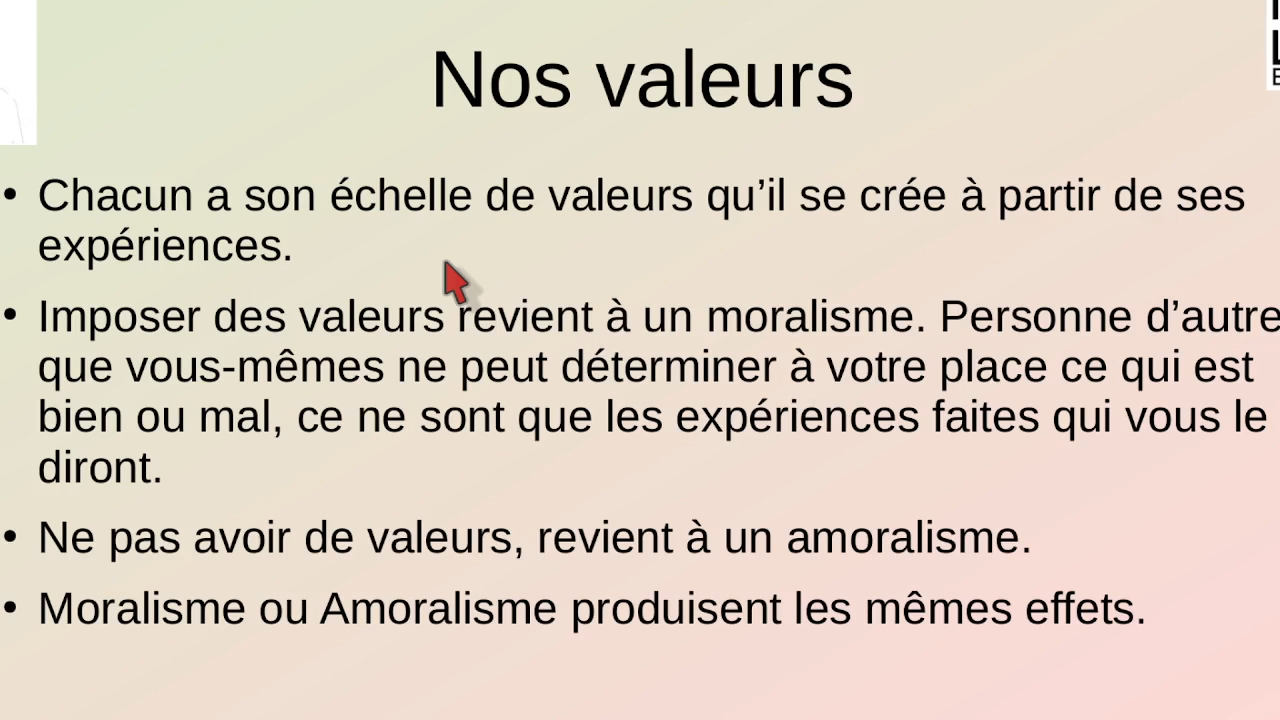 Nos valeurs
• Chacun a son échelle de valeurs qu’il se crée à partir de ses
expériences.
• Imposer des valeurs revient à un moralisme. Personne d’autre
que vous-mêmes ne peut déterminer à votre place ce qui est
bien ou mal, ce ne sont que les expériences faites qui vous le
diront.
• Ne pas avoir de valeurs, revient à un amoralisme.
• Moralisme ou Amoralisme produisent les mêmes effets.